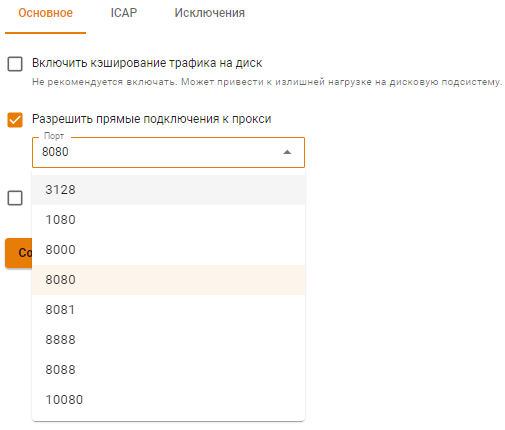 Основное ICAP Исключения
Включить кэширование трафика на диск
Не рекомендуется включать. Может привести к излишней нагрузке на дисковую подсистему.
Разрешить прямые подключения к прокси
Порт
8080
3128
1080
8000
8080
8081
8888
8088
10080